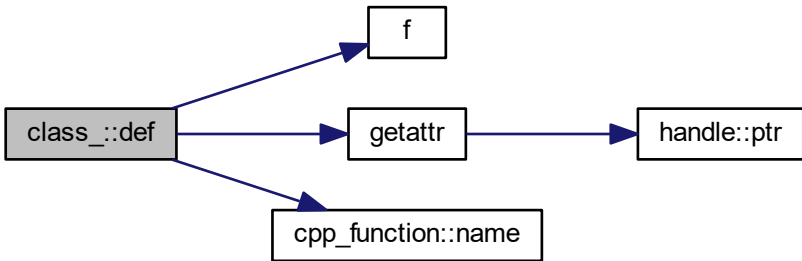 f
class_::def
getattr
handle::ptr
cpp_function::name